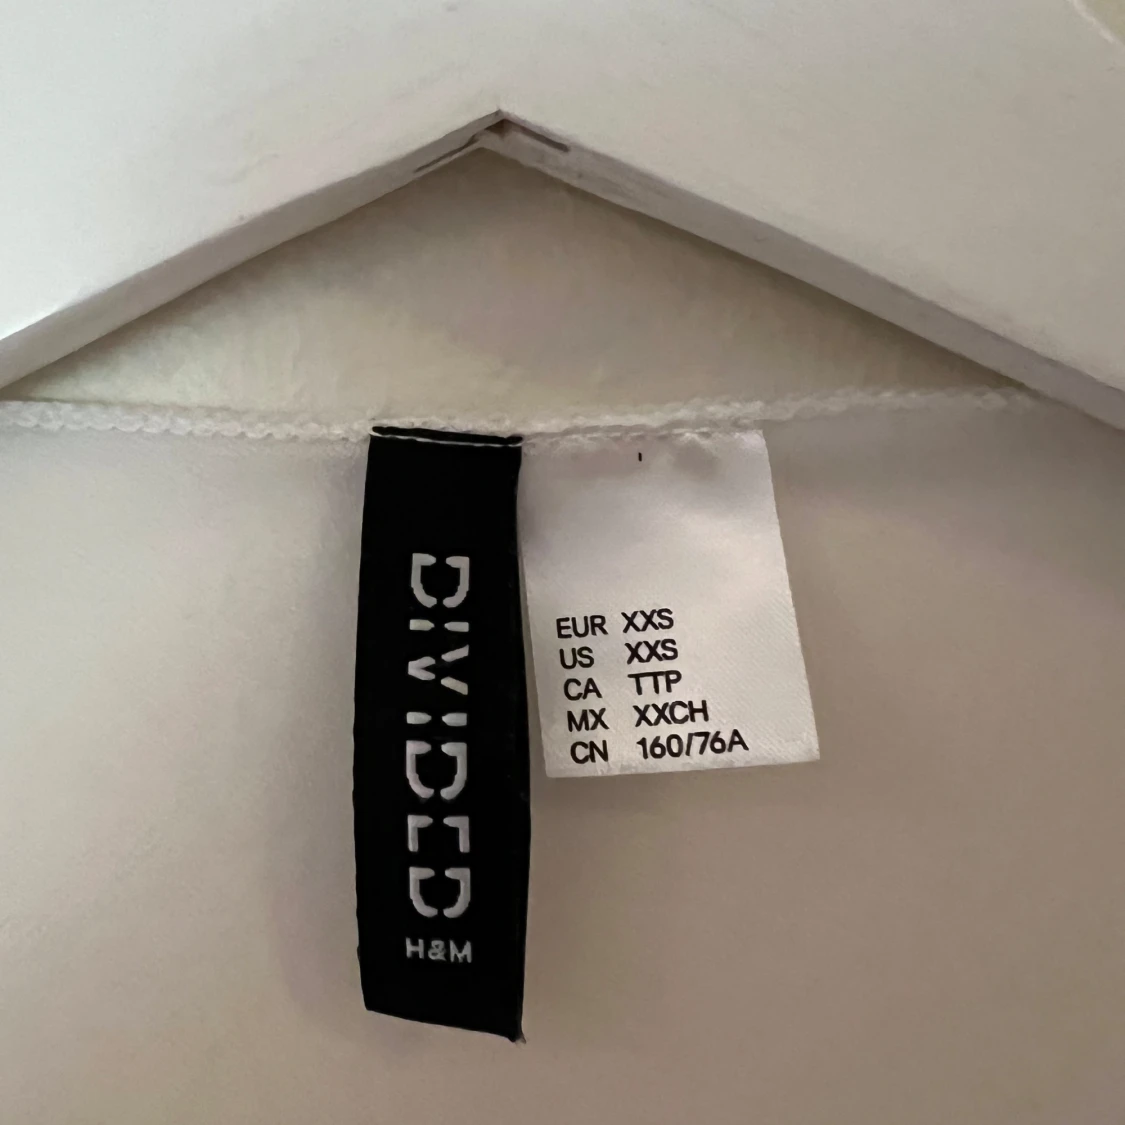 DIVIDED
H&M
EUR XXS
US XXS
CA TTP
MX XXCH
CN 160/76A